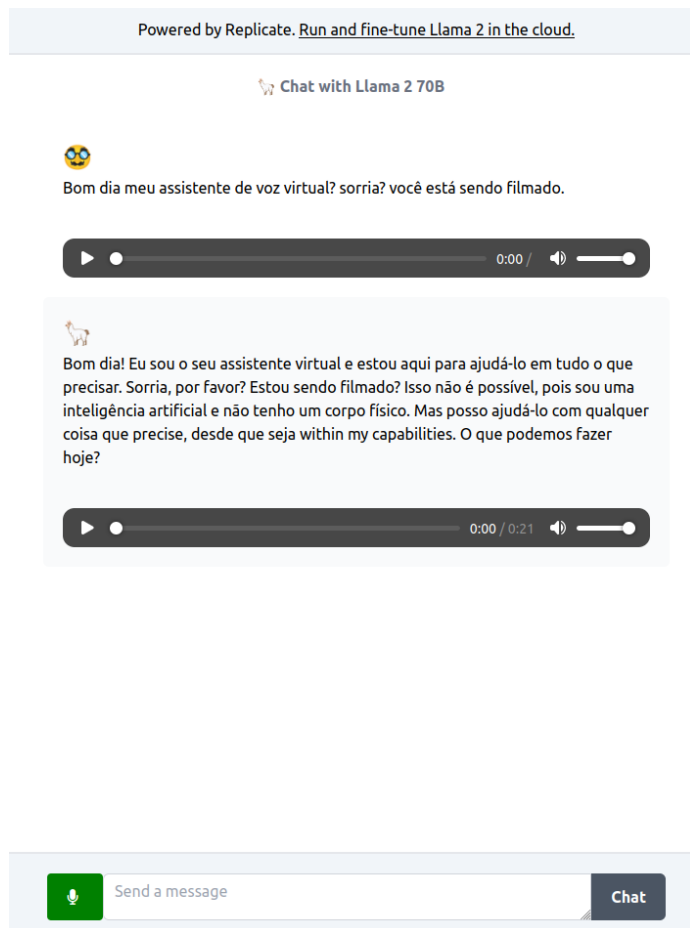 Powered by Replicate. Run and fine-tune Llama 2 in the cloud.
Chat with Llama 2 70B
Bom dia meu assistente de voz virtual? sorria? você está sendo filmado.
0:00 /
Bom dia! Eu sou o seu assistente virtual e estou aqui para ajudá-lo em tudo o que
precisar. Sorria, por favor? Estou sendo filmado? Isso não é possível, pois sou uma
inteligência artificial e não tenho um corpo físico. Mas posso ajudá-lo com qualquer
coisa que precise, desde que seja within my capabilities. O que podemos fazer
hoje?
0:00 / 0:21
Send a message
Chat